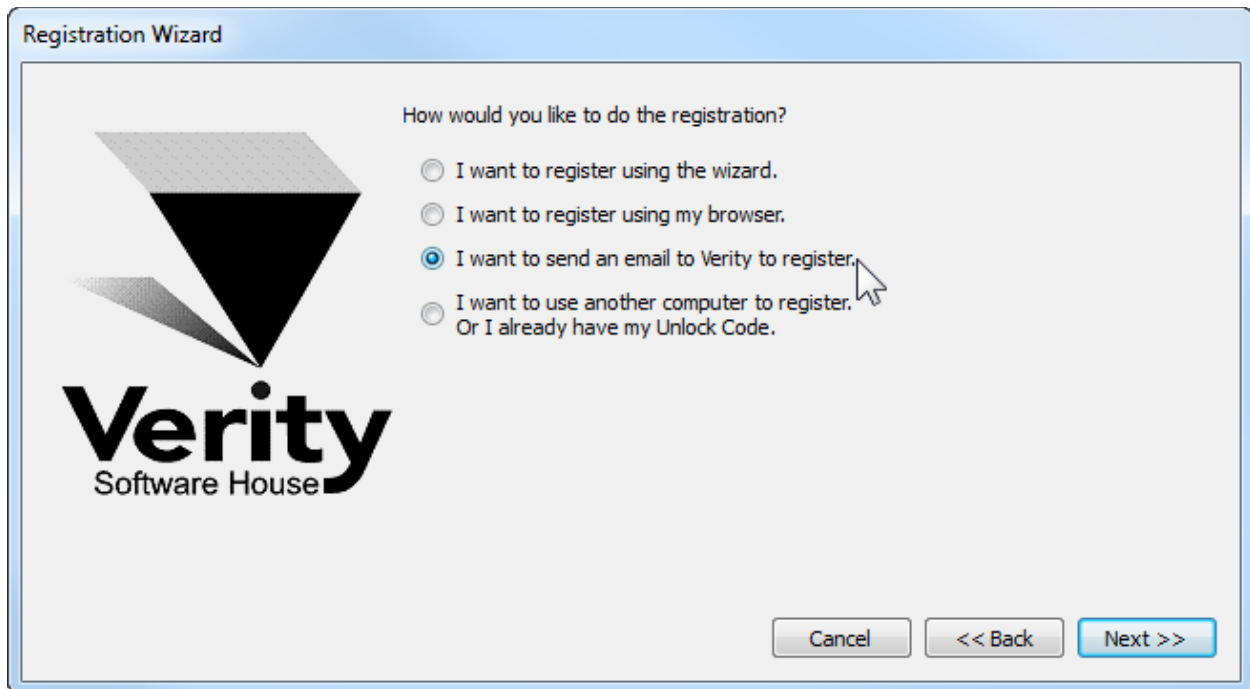 Registration Wizard
How would you like to do the registration?
I want to register using the wizard.
I want to register using my browser.
I want to send an email to Verity to register.
I want to use another computer to register.
Or I already have my Unlock Code.
Verity
Software House
Cancel
<< Back
Next >>